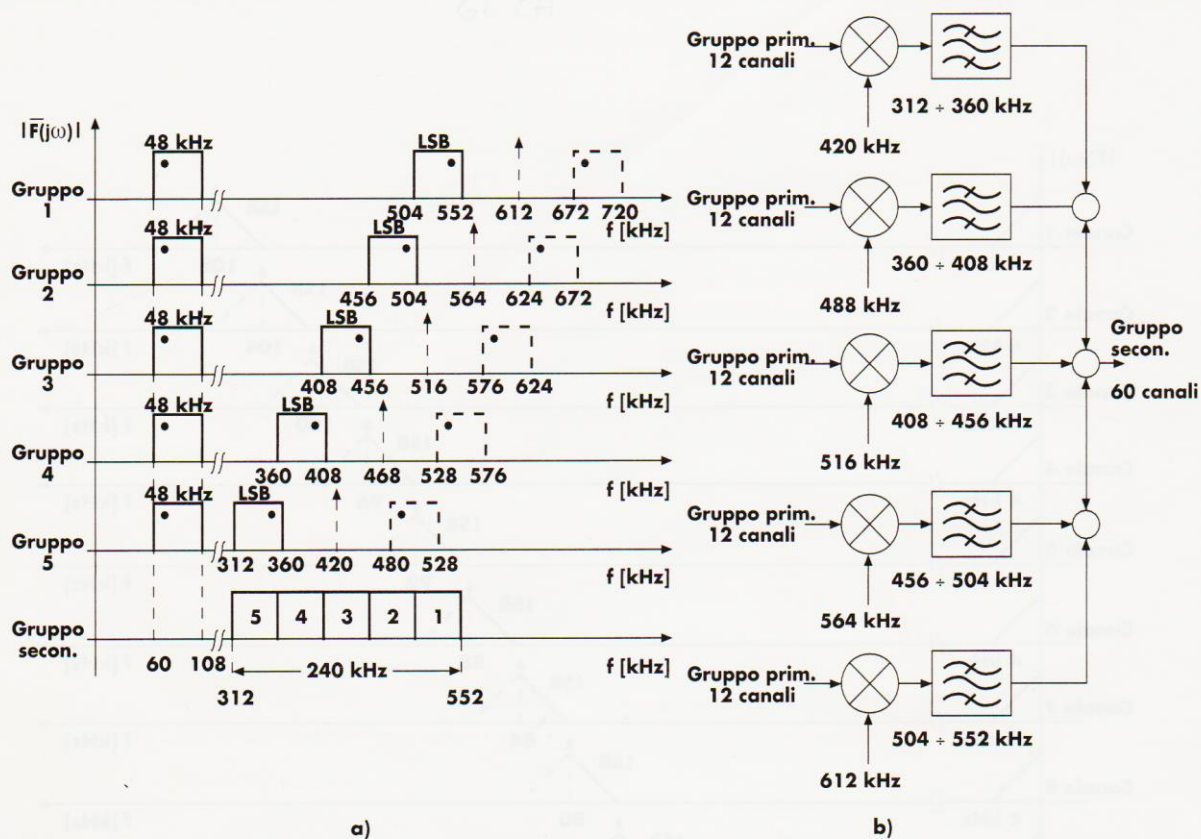 |F̅(jω)|
48 kHz
LSB
Gruppo
1
504 552 612 672 720
f [kHz]
48 kHz
LSB
Gruppo
2
456 504 564 624 672
f [kHz]
48 kHz
LSB
Gruppo
3
408 456 516 576 624
f [kHz]
48 kHz
LSB
Gruppo
4
360 408 468 528 576
f [kHz]
48 kHz
LSB
Gruppo
5
312 360 420 480 528
f [kHz]
Gruppo
secon.
5 4 3 2 1
60 108
240 kHz
f [kHz]
312 552
a)
Gruppo prim.
12 canali
312 ÷ 360 kHz
420 kHz
Gruppo prim.
12 canali
360 ÷ 408 kHz
488 kHz
Gruppo prim.
12 canali
408 ÷ 456 kHz
516 kHz
Gruppo
secon.
60 canali
Gruppo prim.
12 canali
456 ÷ 504 kHz
564 kHz
Gruppo prim.
12 canali
504 ÷ 552 kHz
612 kHz
b)